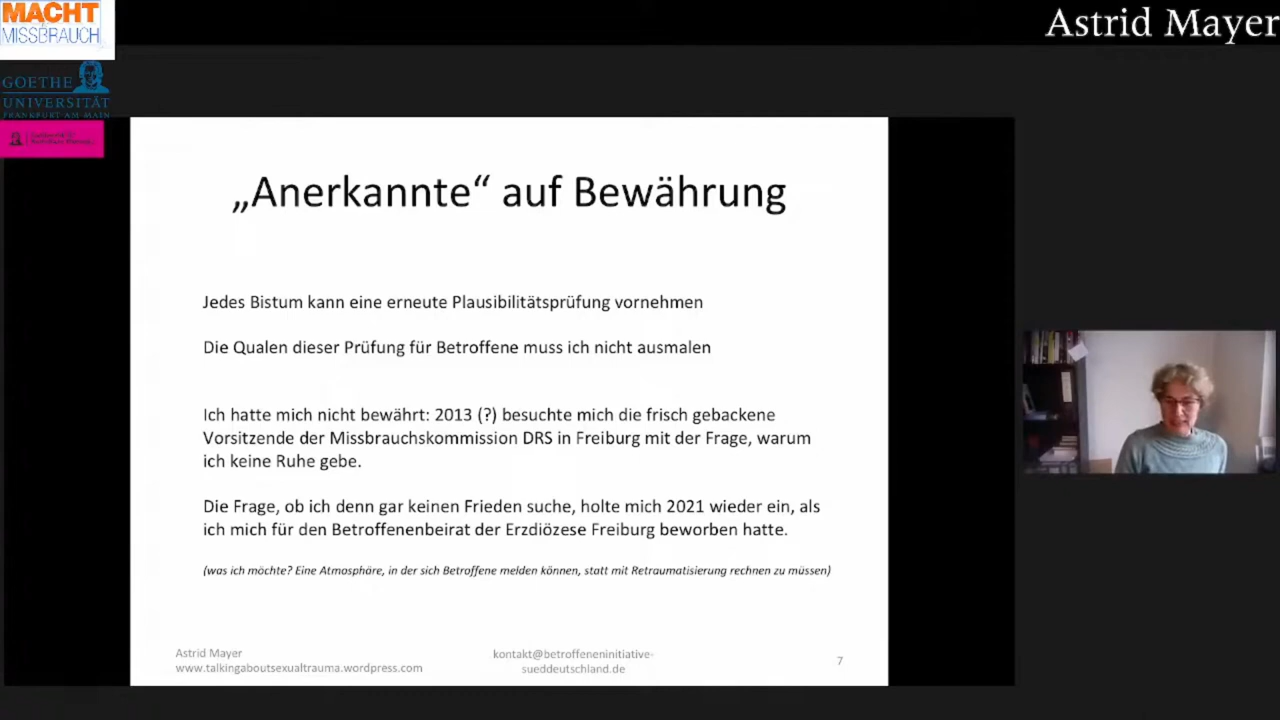 MACHT
MISSBRAUCH
Astrid Mayer
GOETHE
UNIVERSITÄT
FRANKFURT AM MAIN
„Anerkannte“ auf Bewährung
Jedes Bistum kann eine erneute Plausibilitätsprüfung vornehmen
Die Qualen dieser Prüfung für Betroffene muss ich nicht ausmalen
Ich hatte mich nicht bewährt: 2013 (?) besuchte mich die frisch gebackene
Vorsitzende der Missbrauchskommission DRS in Freiburg mit der Frage, warum
ich keine Ruhe gebe.
Die Frage, ob ich denn gar keinen Frieden suche, holte mich 2021 wieder ein, als
ich mich für den Betroffenenbeirat der Erzdiözese Freiburg beworben hatte.
(was ich möchte? Eine Atmosphäre, in der sich Betroffene melden können, statt mit Retraumatisierung rechnen zu müssen)
Astrid Mayer
www.talkingaboutsexualtrauma.wordpress.com
kontakt@betroffeneninitiative-
sueddeutschland.de
7